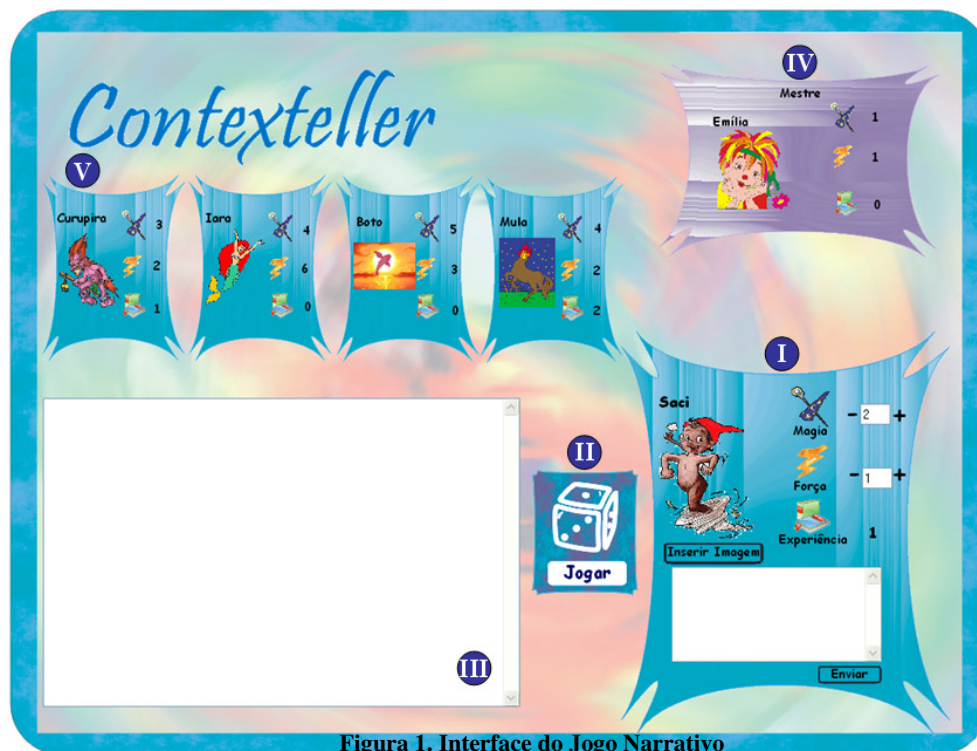 Contexteller
IV
Mestre
Emília
1
1
0
V
Curupira
3
2
1
Iara
4
6
0
Boto
5
3
0
Mula
4
2
2
I
Saci
Magia
- 2 +
Força
- 1 +
Experiência
1
Inserir Imagem
Enviar
II
Jogar
III
Figura 1. Interface do Jogo Narrativo